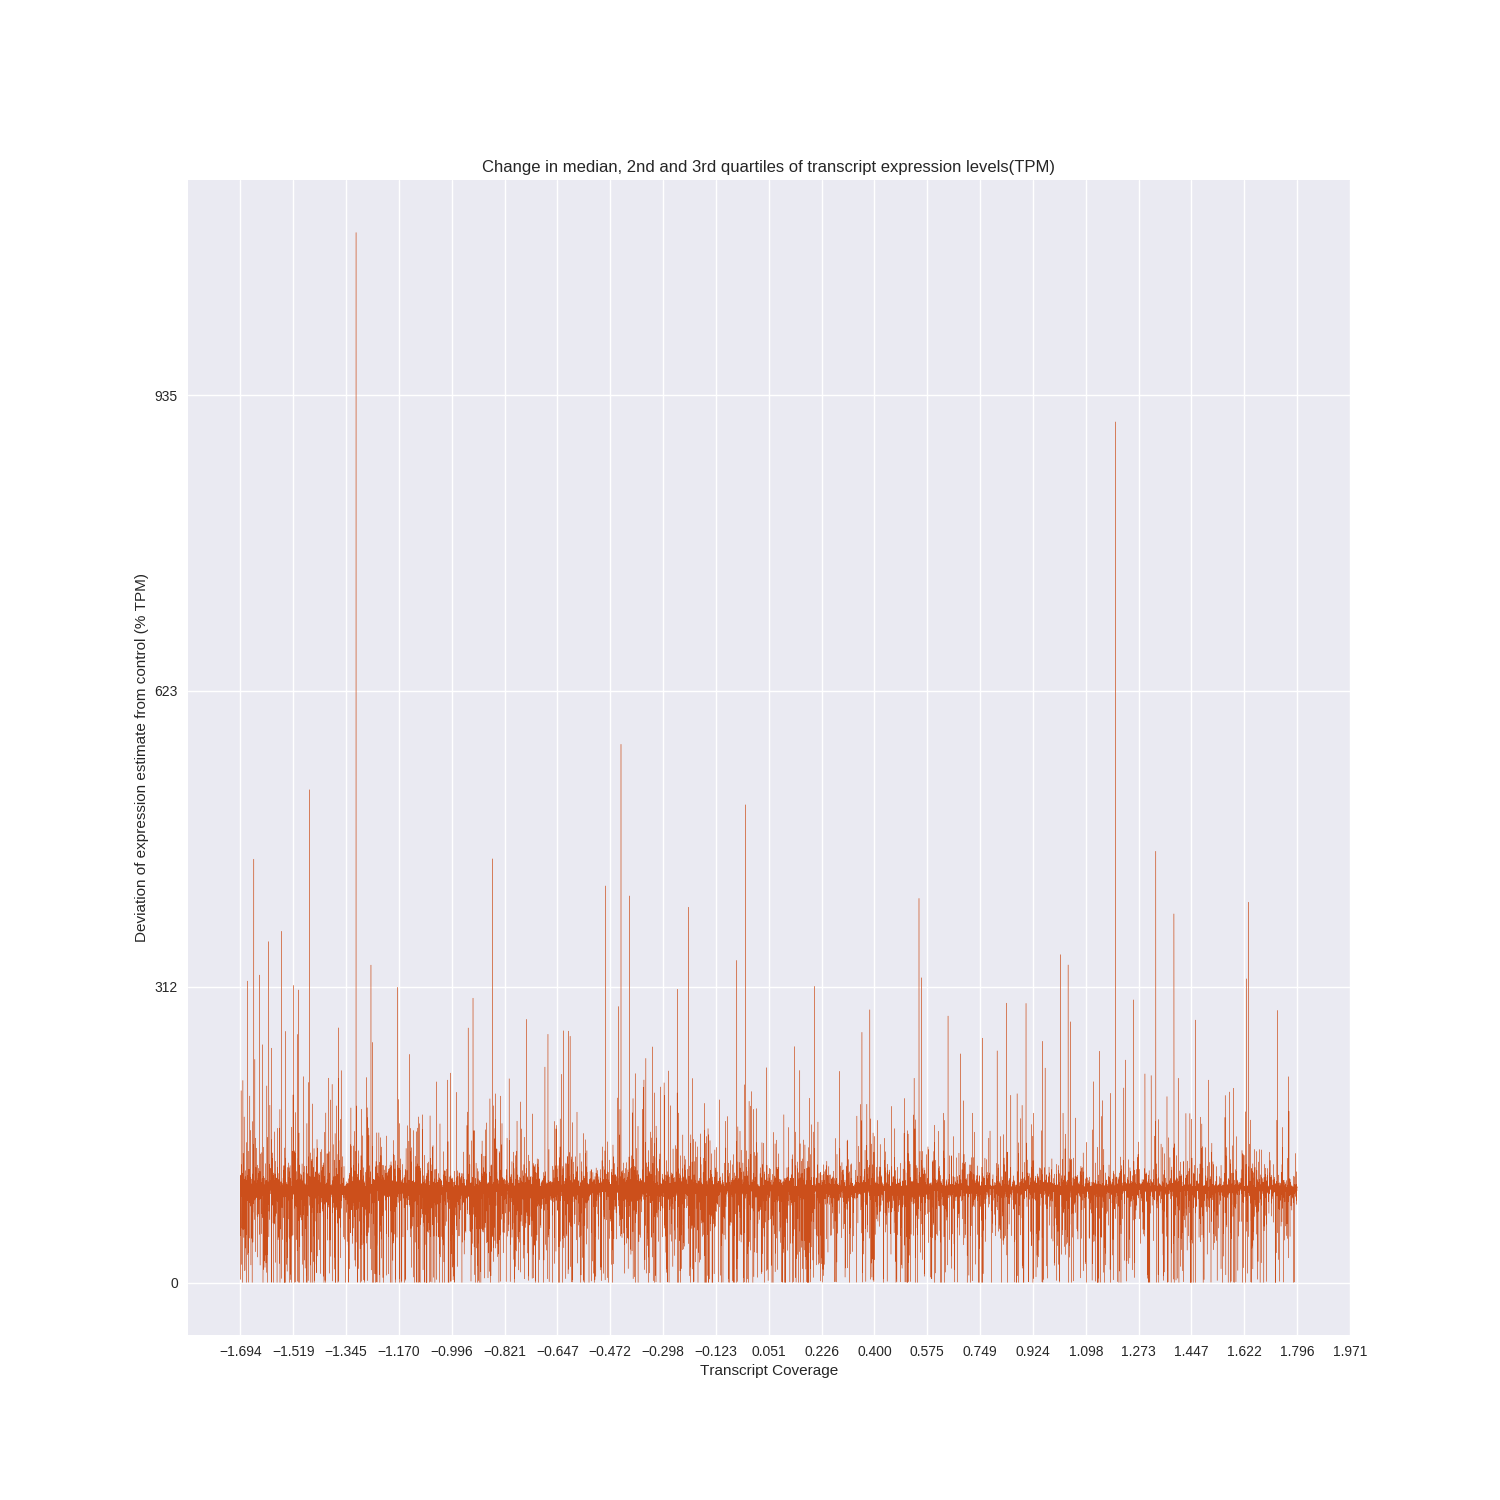 Change in median, 2nd and 3rd quartiles of transcript expression levels(TPM)
Deviation of expression estimate from control (% TPM)
935
623
312
0
−1.694 −1.519 −1.345 −1.170 −0.996 −0.821 −0.647 −0.472 −0.298 −0.123 0.051 0.226 0.400 0.575 0.749 0.924 1.098 1.273 1.447 1.622 1.796 1.971
Transcript Coverage